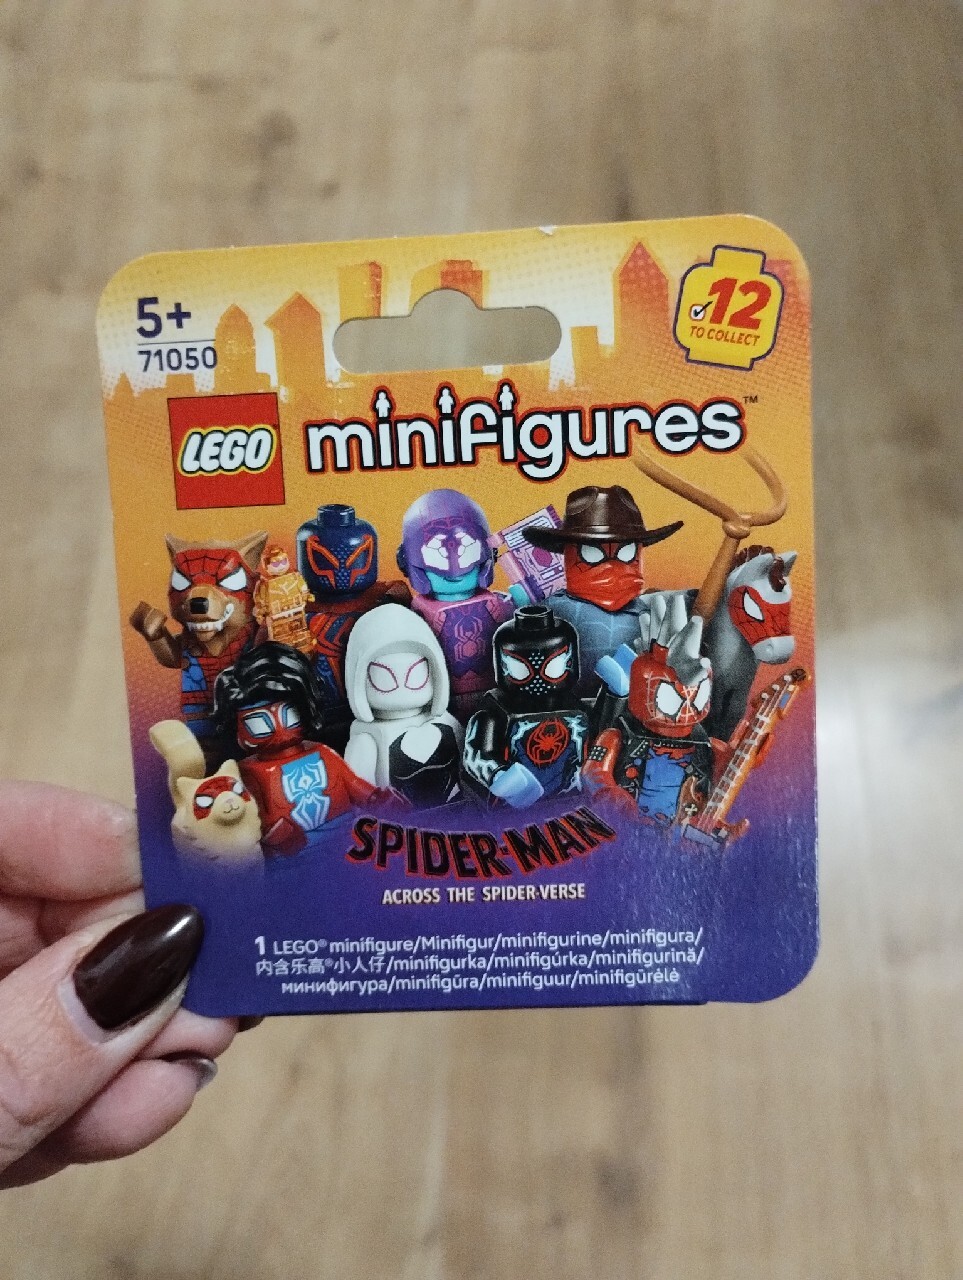 5+
71050
12
TO COLLECT
LEGO
minifigures™
SPIDER-MAN
ACROSS THE SPIDER-VERSE
1 LEGO® minifigure/Minifigur/minifigurine/minifigura/
内含乐高®小人仔/minifigurka/minifigúrka/minifigurină/
минифигура/minifigūra/minifiguur/minifigūrėlė